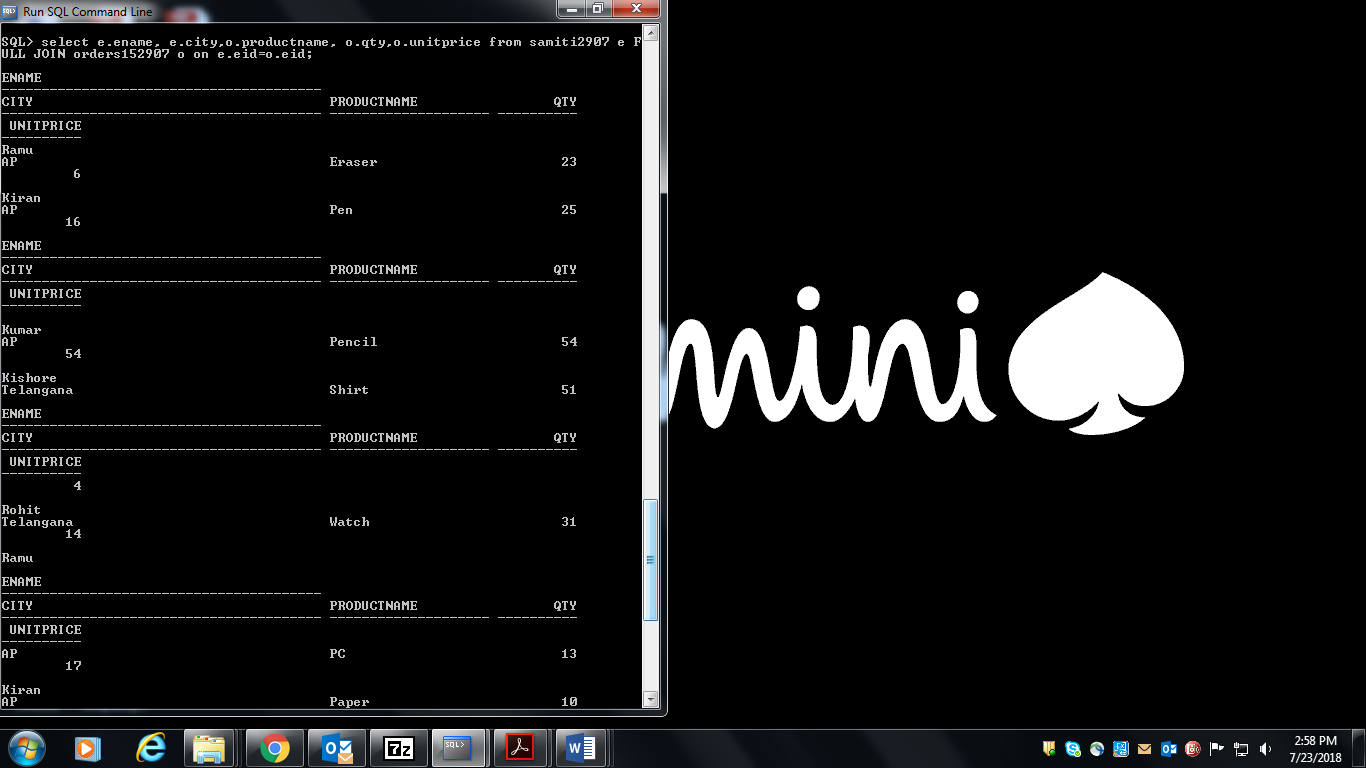 Run SQL Command Line
SQL> select e.ename, e.city,o.productname, o.qty,o.unitprice from samiti2907 e F
ULL JOIN orders152907 o on e.eid=o.eid;
ENAME
CITY PRODUCTNAME QTY
UNITPRICE
Ramu
AP Eraser 23
6
Kiran
AP Pen 25
16
ENAME
CITY PRODUCTNAME QTY
UNITPRICE
Kumar
AP Pencil 54
54
Kishore
Telangana Shirt 51
ENAME
CITY PRODUCTNAME QTY
UNITPRICE
4
Rohit
Telangana Watch 31
14
Ramu
ENAME
CITY PRODUCTNAME QTY
UNITPRICE
AP PC 13
17
Kiran
AP Paper 10
mini
7z
SQL>
2:58 PM
7/23/2018